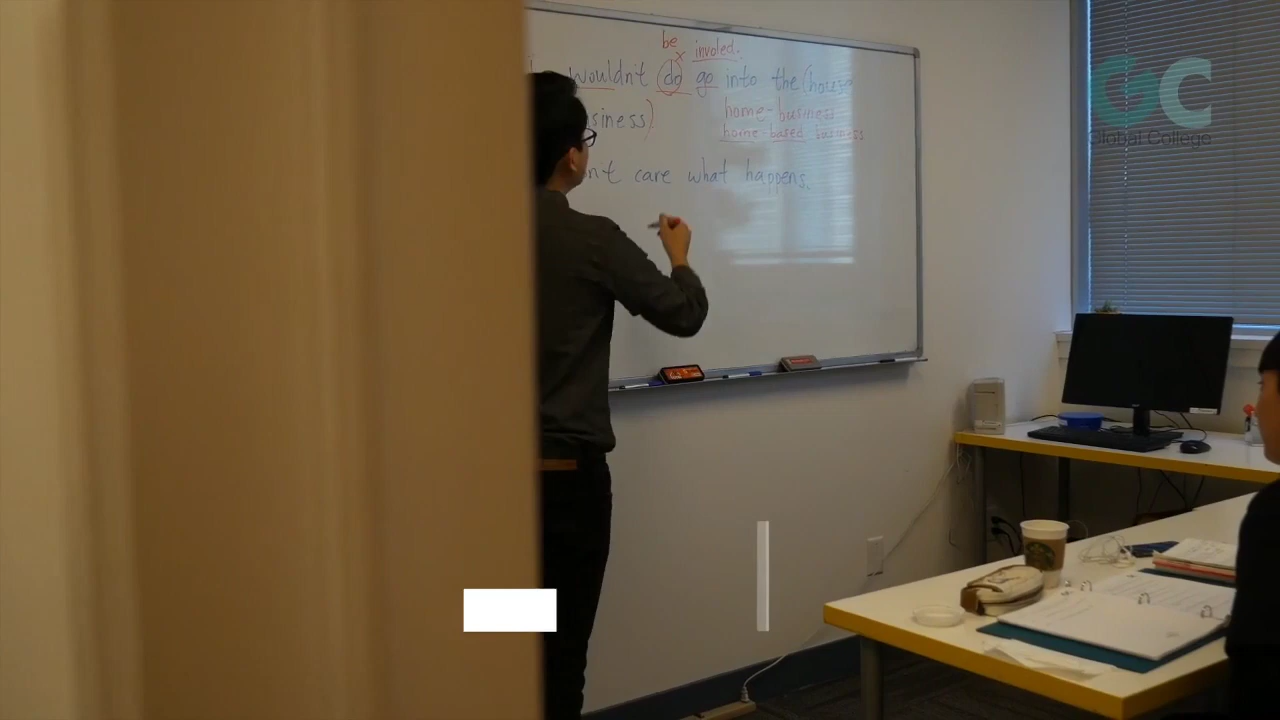 be involed.
wouldn't do go into the (house
siness)
home-business
home-based business
n't care what happens.
GC
Global College